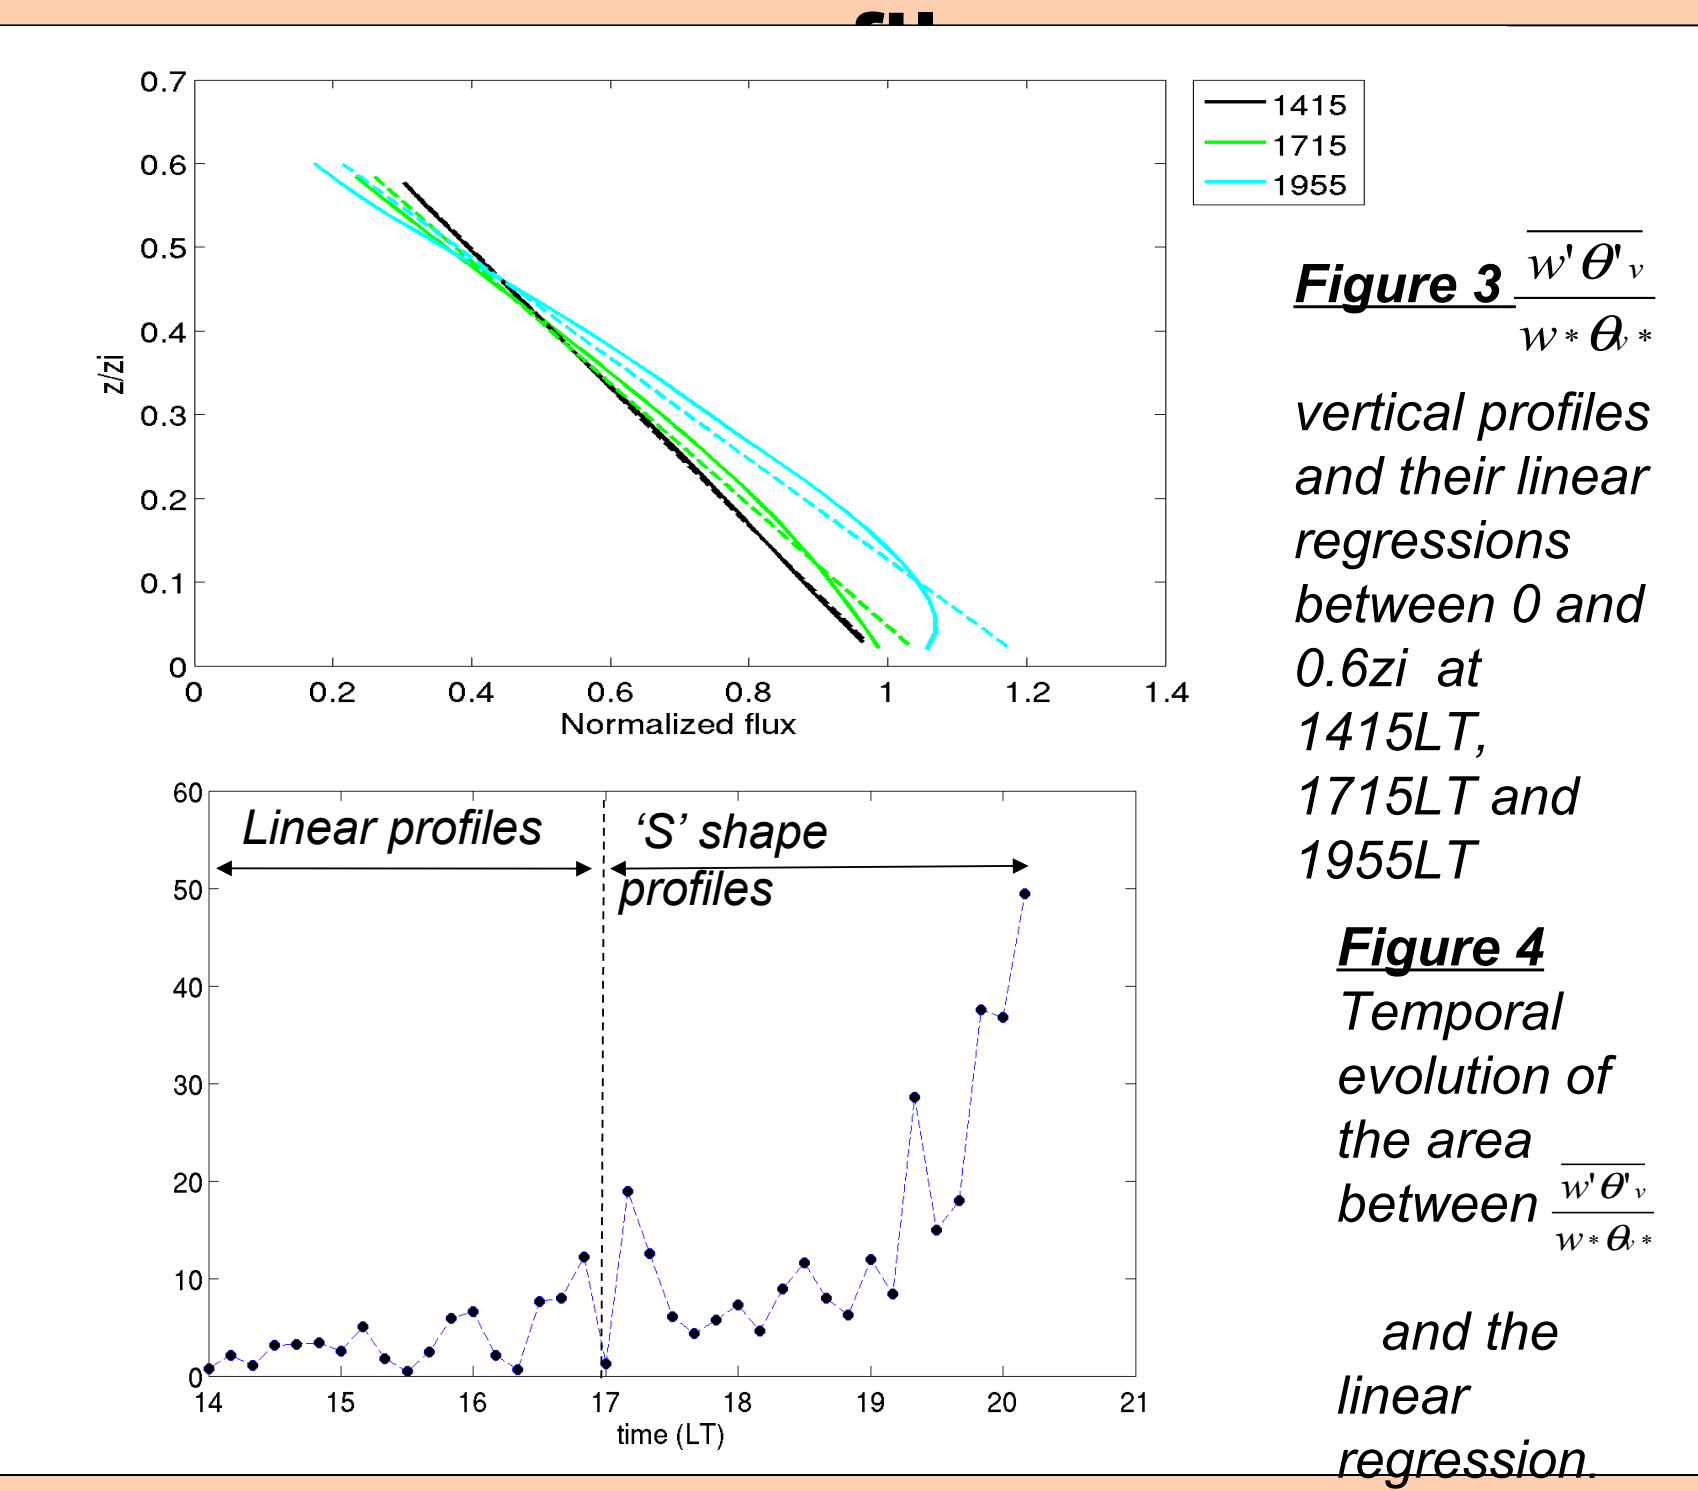 0.7
0.6
0.5
0.4
0.3
0.2
0.1
0
z/zi
0 0.2 0.4 0.6 0.8 1 1.2 1.4
Normalized flux
1415
1715
1955
Figure 3 w'θ'v
w*θv*
vertical profiles
and their linear
regressions
between 0 and
0.6zi at
1415LT,
1715LT and
1955LT
60
50
40
30
20
10
0
Linear profiles
‘S’ shape
profiles
14 15 16 17 18 19 20 21
time (LT)
Figure 4
Temporal
evolution of
the area
between w'θ'v
w*θv*
and the
linear
regression.